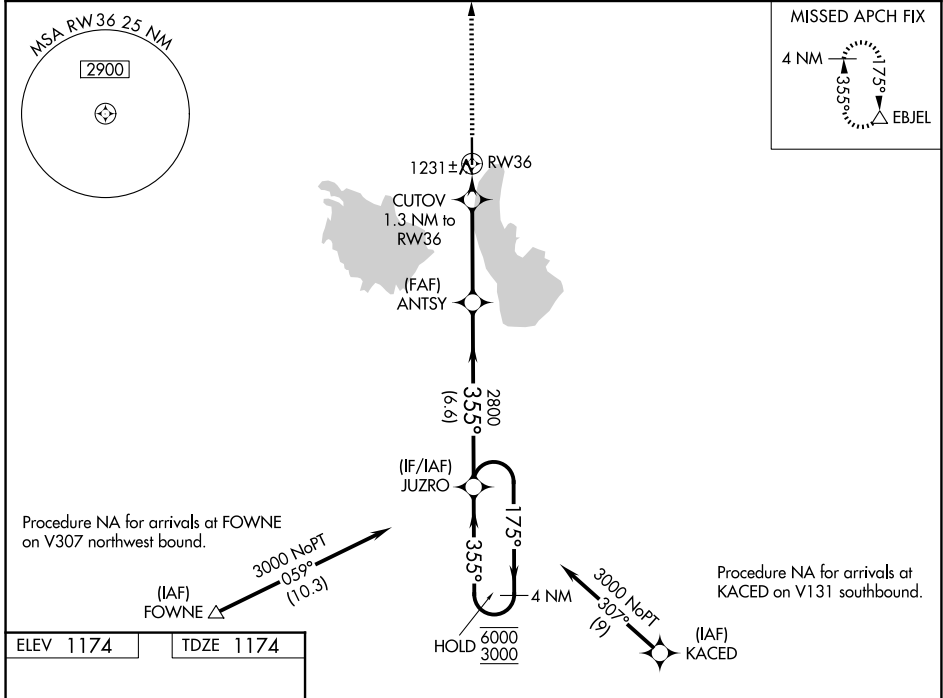 MSA RW36 25 NM
2900
MISSED APCH FIX
4 NM
355°
175°
EBJEL
1231±
RW36
CUTOV
1.3 NM to
RW36
(FAF)
ANTSY
2800
355°
(6.6)
(IF/IAF)
JUZRO
175°
355°
4 NM
HOLD
6000
3000
Procedure NA for arrivals at FOWNE
on V307 northwest bound.
3000 NoPT
059°
(10.3)
(IAF)
FOWNE
3000 NoPT
307°
(9)
Procedure NA for arrivals at
KACED on V131 southbound.
(IAF)
KACED
ELEV 1174
TDZE 1174